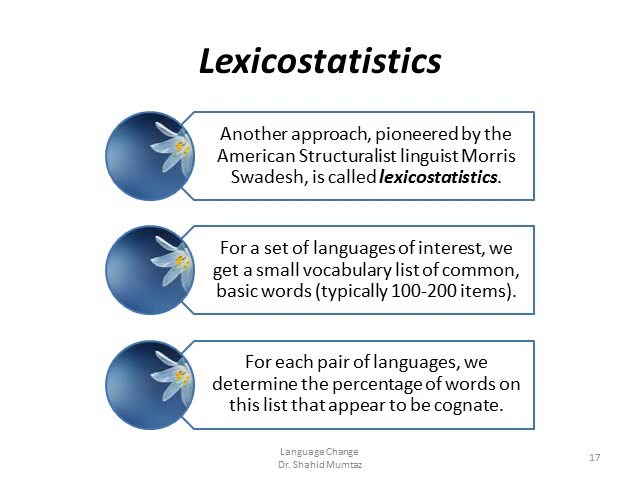 Lexicostatistics
Another approach, pioneered by the
American Structuralist linguist Morris
Swadesh, is called lexicostatistics.
For a set of languages of interest, we
get a small vocabulary list of common,
basic words (typically 100-200 items).
For each pair of languages, we
determine the percentage of words on
this list that appear to be cognate.
Language Change
Dr. Shahid Mumtaz
17